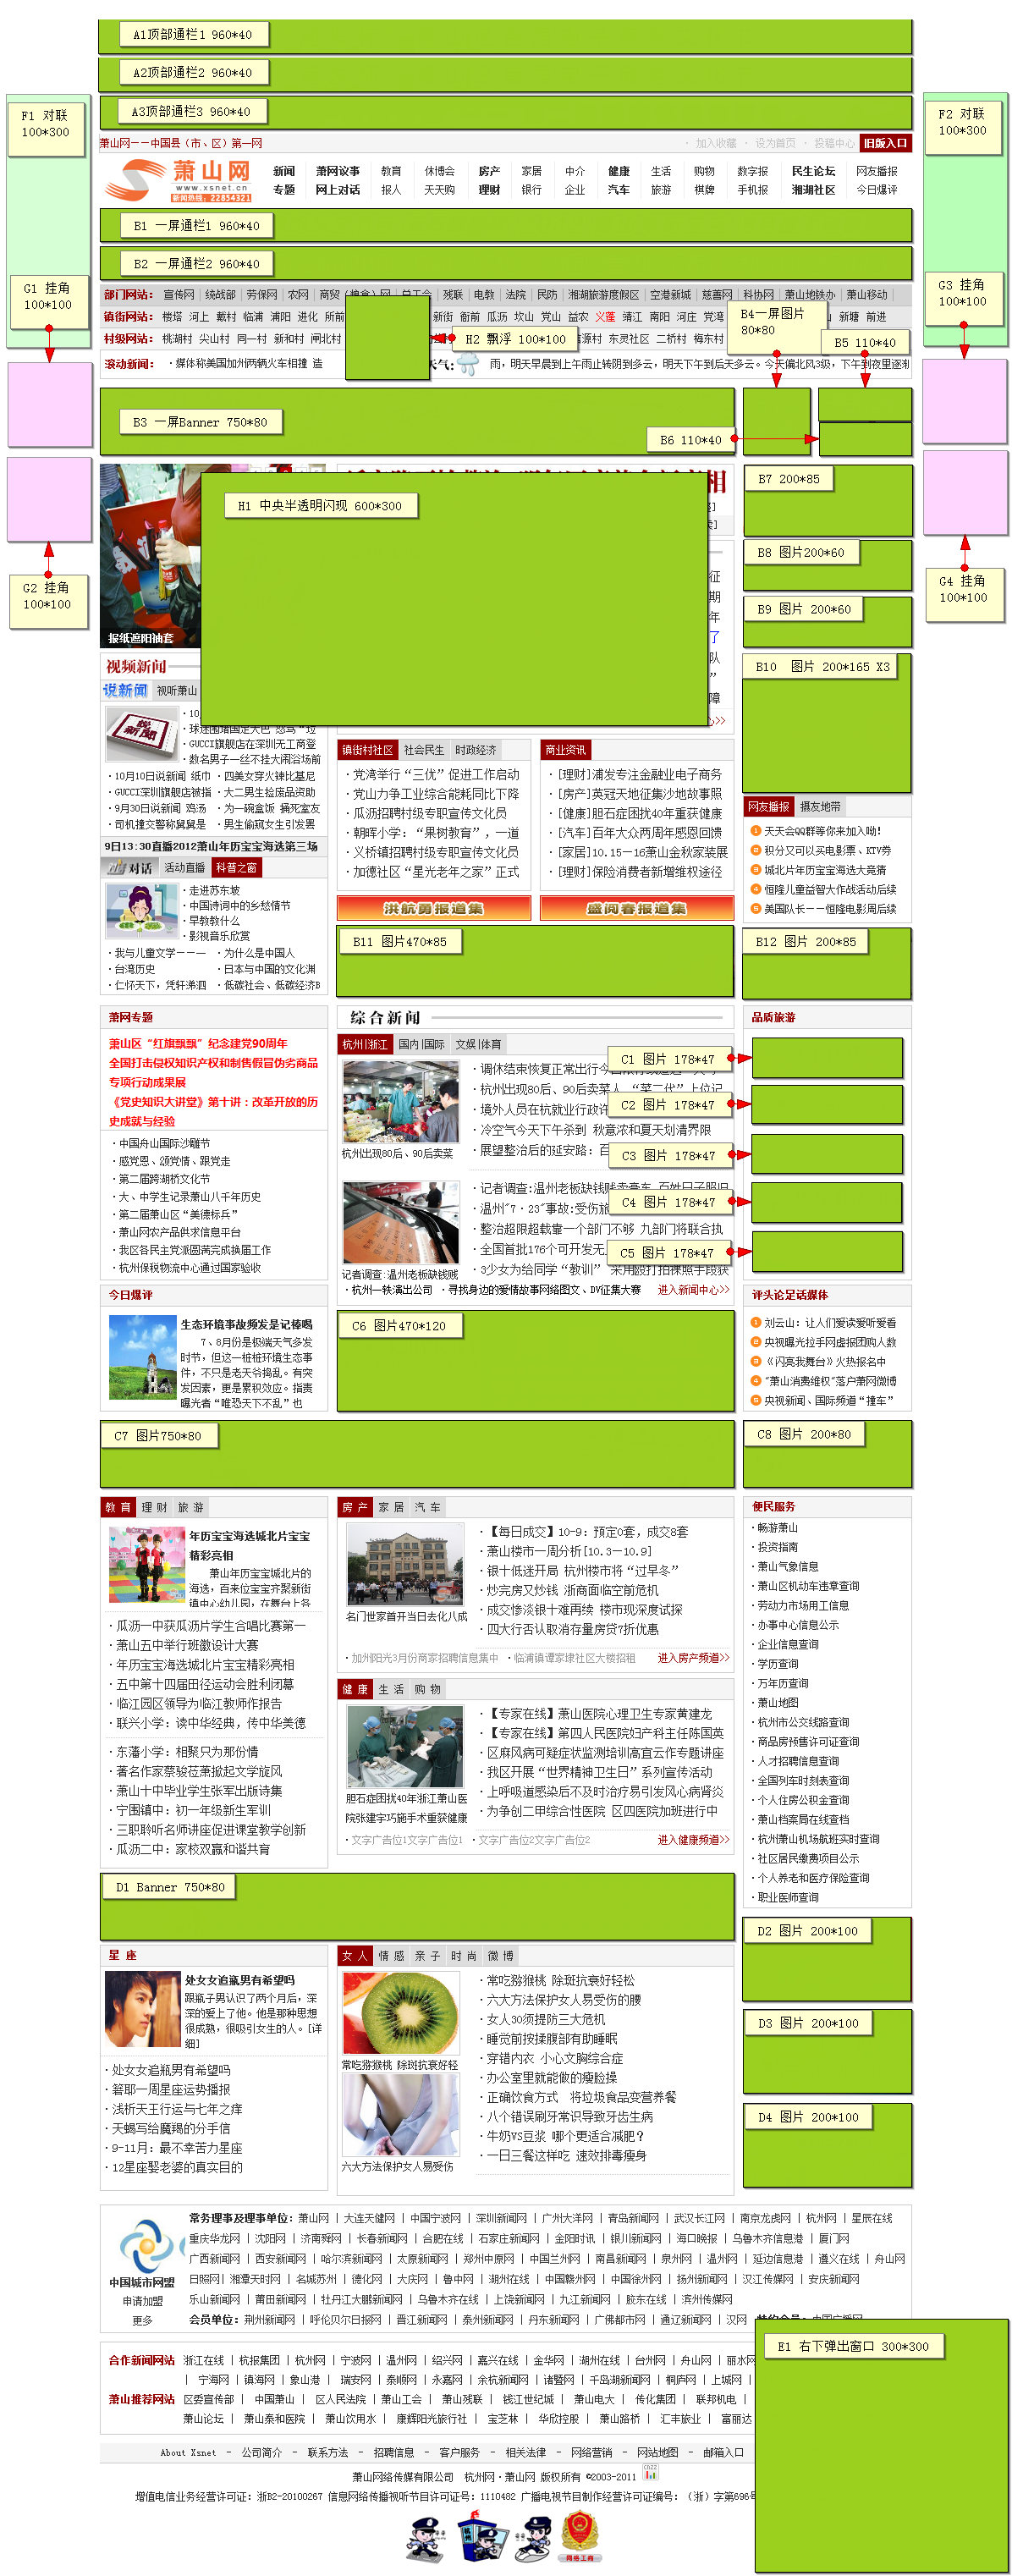 A1顶部通栏1 960*40
A2顶部通栏2 960*40
A3顶部通栏3 960*40
F1 对联
100*300
F2 对联
100*300
萧山网——中国县（市、区）第一网
· 加入收藏 · 设为首页 · 投稿中心 旧版入口
萧山网
www.xsnet.cn
新闻热线：22854321
新闻 萧网议事 教育 休博会 房产 家居 中介 健康 生活 购物 数字报 民生论坛 网友播报
专题 网上对话 报人 天天购 理财 银行 企业 汽车 旅游 棋牌 手机报 湘湖社区 今日爆评
B1 一屏通栏1 960*40
B2 一屏通栏2 960*40
G1 挂角
100*100
G3 挂角
100*100
部门网站： 宣传网 统战部 劳保网 农网 商贸（粮食）网 总工会 残联 电教 法院 民防 湘湖旅游度假区 空港新城 慈善网 科协网 萧山地铁办 萧山移动
镇街网站： 楼塔 河上 戴村 临浦 浦阳 进化 所前 新街 衙前 瓜沥 坎山 党山 益农 义蓬 靖江 南阳 河庄 党湾 新塘 前进
村级网站： 桃湖村 尖山村 同一村 新和村 闸北村 东灵社区 二桥村 梅东村
H2 飘浮 100*100
B4一屏图片
80*80
B5 110*40
滚动新闻： ·媒体称美国加州两辆火车相撞 造
天气: 雨，明天早晨到上午雨止转阴到多云，明天下午到后天多云。今天偏北风3级，下午到夜里逐渐
B3 一屏Banner 750*80
B6 110*40
B7 200*85
H1 中央半透明闪现 600*300
B8 图片200*60
B9 图片 200*60
G2 挂角
100*100
G4 挂角
100*100
报纸遮阳油套
B10 图片 200*165 X3
视频新闻
说新闻 视听萧山
·GUCCI旗舰店在深圳无工商登
·数名男子一丝不挂大闹浴场前
·10月10日说新闻 纸巾 ·四美女穿火辣比基尼
·GUCCI深圳旗舰店被指 ·大二男生捡废品资助
·9月30日说新闻 鸡汤 ·为一碗盒饭 捅死室友
·司机撞交警称舅舅是 ·男生偷窥女生引发罢
9日13:30直播2012萧山年历宝宝海选第三场
对话 活动直播 科普之窗
·走进苏东坡
·中国诗词中的乡愁情节
·早教教什么
·影视音乐欣赏
·我与儿童文学——— ·为什么是中国人
·台湾历史 ·日本与中国的文化渊
·仁怀天下，凭轩涕泗 ·低碳社会、低碳经济B
镇街村社区 社会民生 时政经济
·党湾举行“三优”促进工作启动
·党山力争工业综合能耗同比下降
·瓜沥招聘村级专职宣传文化员
·朝晖小学：“果树教育”，一道
·义桥镇招聘村级专职宣传文化员
·加德社区“星光老年之家”正式
洪航勇报道集
商业资讯
·[理财]浦发专注金融业电子商务
·[房产]英冠天地征集沙地故事照
·[健康]胆石症困扰40年重获健康
·[汽车]百年大众两周年感恩回馈
·[家居]10.15—16萧山金秋家装展
·[理财]保险消费者新增维权途径
盛阅春报道集
网友播报 摄友地带
1 天天会QQ群等你来加入呦!
2 积分又可以买电影票、KTV券
3 城北片年历宝宝海选大竞猜
4 恒隆儿童益智大作战活动后续
5 美国队长——恒隆电影周后续
B11 图片470*85
B12 图片 200*85
萧网专题
萧山区“红旗飘飘”纪念建党90周年
全国打击侵权知识产权和制售假冒伪劣商品
专项行动成果展
《党史知识大讲堂》第十讲：改革开放的历
史成就与经验
·中国舟山国际沙雕节
·感党恩、颂党情、跟党走
·第二届跨湖桥文化节
·大、中学生记录萧山八千年历史
·第二届萧山区“美德标兵”
·萧山网农产品供求信息平台
·我区各民主党派圆满完成换届工作
·杭州保税物流中心通过国家验收
综合新闻
杭州|浙江 国内|国际 文娱|体育
·调休结束恢复正常出行今
·杭州出现80后、90后卖菜人 “菜二代”上位记
·境外人员在杭就业行政许
·冷空气今天下午杀到 秋意浓和夏天划清界限
·展望整治后的延安路：百
杭州出现80后、90后卖菜
·记者调查:温州老板缺钱贱卖豪车 百姓日子照旧
·温州"7·23"事故:受伤旅
·整治超限超载靠一个部门不够 九部门将联合执
·全国首批176个可开发无
·3少女为给同学“教训” 采用殴打拍裸照手段获
记者调查:温州老板缺钱贱
·杭州一轶演出公司 ·寻找身边的爱情故事网络图文、DV征集大赛 进入新闻中心>>
品质旅游
C1 图片 178*47
C2 图片 178*47
C3 图片 178*47
C4 图片 178*47
C5 图片 178*47
今日爆评
生态环境事故频发是记棒喝
7、8月份是极端天气多发
时节，但这一桩桩环境生态事
件，不只是老天爷捣乱。有突
发因素，更是累积效应。指责
曝光者“唯恐天下不乱”也
C6 图片470*120
评头论足话媒体
1 刘云山：让人们爱读爱听爱看
2 央视曝光拉手网虚报团购人数
3 《闪亮我舞台》火热报名中
4 "萧山消费维权"落户萧网微博
5 央视新闻、国际频道“撞车”
C7 图片750*80
C8 图片 200*80
教育 理财 旅游
年历宝宝海选城北片宝宝
精彩亮相
萧山年历宝宝城北片的
海选，百来位宝宝齐聚新街
镇中心幼儿园，在舞台上各
·瓜沥一中获瓜沥片学生合唱比赛第一
·萧山五中举行班徽设计大赛
·年历宝宝海选城北片宝宝精彩亮相
·五中第十四届田径运动会胜利闭幕
·临江园区领导为临江教师作报告
·联兴小学：读中华经典，传中华美德
·东藩小学：相聚只为那份情
·著名作家蔡骏莅萧掀起文学旋风
·萧山十中毕业学生张军出版诗集
·宁围镇中：初一年级新生军训
·三职聆听名师讲座促进课堂教学创新
·瓜沥二中：家校双赢和谐共育
房产 家居 汽车
·【每日成交】10-9：预定0套，成交8套
·萧山楼市一周分析[10.3—10.9]
·银十低迷开局 杭州楼市将“过早冬”
·炒完房又炒钱 浙商面临空前危机
·成交惨淡银十难再续 楼市现深度试探
·四大行否认取消存量房贷7折优惠
名门世家首开当日去化八成
·加州阳光3月份商家招聘信息集中 ·临浦镇谭家埭社区大楼招租 进入房产频道>>
健康 生活 购物
·【专家在线】萧山医院心理卫生专家黄建龙
·【专家在线】第四人民医院妇产科主任陈国英
·区麻风病可疑症状监测培训高宣云作专题讲座
·我区开展“世界精神卫生日”系列宣传活动
·上呼吸道感染后不及时治疗易引发风心病肾炎
·为争创二甲综合性医院 区四医院加班进行中
胆石症困扰40年浙江萧山医
院张建宇巧施手术重获健康
·文字广告位1文字广告位1 ·文字广告位2文字广告位2 进入健康频道>>
便民服务
·畅游萧山
·投资指南
·萧山气象信息
·萧山区机动车违章查询
·劳动力市场用工信息
·办事中心信息公示
·企业信息查询
·学历查询
·万年历查询
·萧山地图
·杭州市公交线路查询
·商品房预售许可证查询
·人才招聘信息查询
·全国列车时刻表查询
·个人住房公积金查询
·萧山档案局在线查档
·杭州萧山机场航班实时查询
·社区居民缴费项目公示
·个人养老和医疗保险查询
·职业医师查询
D1 Banner 750*80
D2 图片 200*100
D3 图片 200*100
D4 图片 200*100
星座
处女女追瓶男有希望吗
跟瓶子男认识了两个月后，深
深的爱上了他。他是那种思想
很成熟，很吸引女生的人。[详
细]
·处女女追瓶男有希望吗
·箬耶一周星座运势播报
·浅析天王行运与七年之痒
·天蝎写给魔羯的分手信
·9-11月：最不幸苦力星座
·12星座娶老婆的真实目的
女人 情感 亲子 时尚 微博
·常吃猕猴桃 除斑抗衰好轻松
·六大方法保护女人易受伤的腰
·女人30须提防三大危机
·睡觉前按揉腹部有助睡眠
·穿错内衣 小心文胸综合症
·办公室里就能做的瘦脸操
·正确饮食方式 将垃圾食品变营养餐
·八个错误刷牙常识导致牙齿生病
·牛奶VS豆浆 哪个更适合减肥?
·一日三餐这样吃 速效排毒瘦身
常吃猕猴桃 除斑抗衰好轻
六大方法保护女人易受伤
中国城市网盟
申请加盟
更多
常务理事及理事单位：萧山网 | 大连天健网 | 中国宁波网 | 深圳新闻网 | 广州大洋网 | 青岛新闻网 | 武汉长江网 | 南京龙虎网 | 杭州网 | 星辰在线
重庆华龙网 | 沈阳网 | 济南舜网 | 长春新闻网 | 合肥在线 | 石家庄新闻网 | 金阳时讯 | 银川新闻网 | 海口晚报 | 乌鲁木齐信息港 | 厦门网
广西新闻网 | 西安新闻网 | 哈尔滨新闻网 | 太原新闻网 | 郑州中原网 | 中国兰州网 | 南昌新闻网 | 泉州网 | 温州网 | 延边信息港 | 遵义在线 | 舟山网
日照网| 湘潭天时网 | 名城苏州 | 德化网 | 大庆网 | 鲁中网 | 湖州在线 | 中国赣州网 | 中国徐州网 | 扬州新闻网 | 汉江传媒网 | 安庆新闻网
乐山新闻网 | 莆田新闻网 | 牡丹江大鹏新闻网 | 乌鲁木齐在线 | 上饶新闻网 | 九江新闻网 | 胶东在线 | 滨州传媒网
会员单位：荆州新闻网 | 呼伦贝尔日报网 | 晋江新闻网 | 泰州新闻网 | 丹东新闻网 | 广佛都市网 | 通辽新闻网 | 汉网
E1 右下弹出窗口 300*300
合作新闻网站 浙江在线 | 杭报集团 | 杭州网 | 宁波网 | 温州网 | 绍兴网 | 嘉兴在线 | 金华网 | 湖州在线 | 台州网 | 舟山网 | 丽水网
| 宁海网 | 镇海网 | 象山港 | 瑞安网 | 泰顺网 | 永嘉网 | 余杭新闻网 | 诸暨网 | 千岛湖新闻网 | 桐庐网 | 上城网 |
萧山推荐网站 区委宣传部 | 中国萧山 | 区人民法院 | 萧山工会 | 萧山残联 | 钱江世纪城 | 萧山电大 | 传化集团 | 联邦机电 |
萧山论坛 | 萧山泰和医院 | 萧山饮用水 | 康辉阳光旅行社 | 宝芝林 | 华欣控股 | 萧山路桥 | 汇丰旅业 | 富丽达
About Xsnet - 公司简介 - 联系方法 - 招聘信息 - 客户服务 - 相关法律 - 网络营销 - 网站地图 - 邮箱入口
萧山网络传媒有限公司 杭州网·萧山网 版权所有 ©2003-2011
增值电信业务经营许可证：浙B2-20100267 信息网络传播视听节目许可证号：1110482 广播电视节目制作经营许可证编号：（浙）字第696号
网络工商